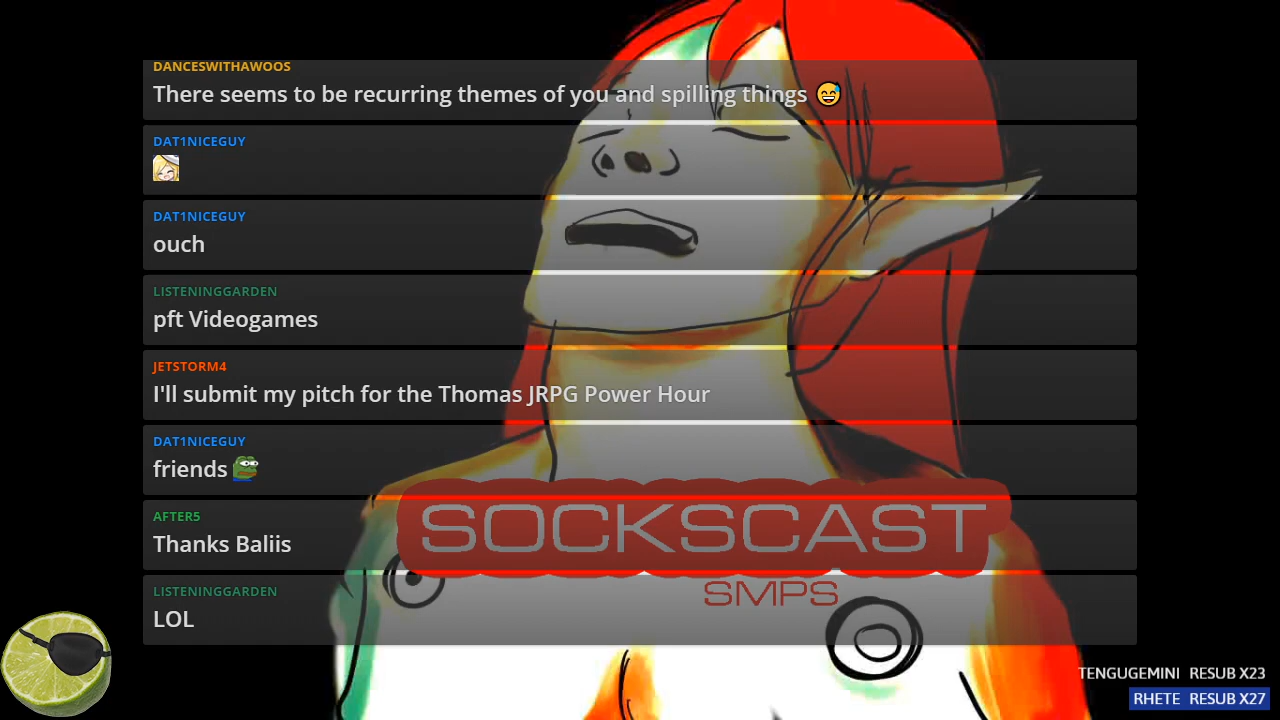 DANCESWITHAWOOS
There seems to be recurring themes of you and spilling things
DAT1NICEGUY
DAT1NICEGUY
ouch
LISTENINGGARDEN
pft Videogames
JETSTORM4
I'll submit my pitch for the Thomas JRPG Power Hour
DAT1NICEGUY
friends
AFTER5
Thanks Baliis
SOCKSCAST
SMPS
LISTENINGGARDEN
LOL
TENGUGEMINI RESUB X23
RHETE RESUB X27